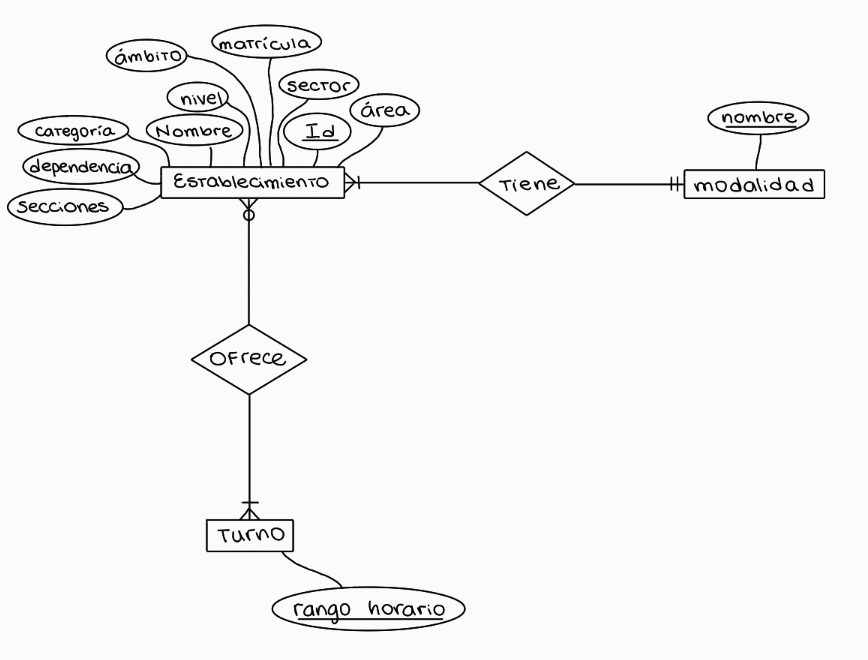 matrícula
ámbito
sector
nivel
área
categoría
Nombre
Id
nombre
dependencia
Establecimiento
Tiene
modalidad
secciones
Ofrece
Turno
rango horario